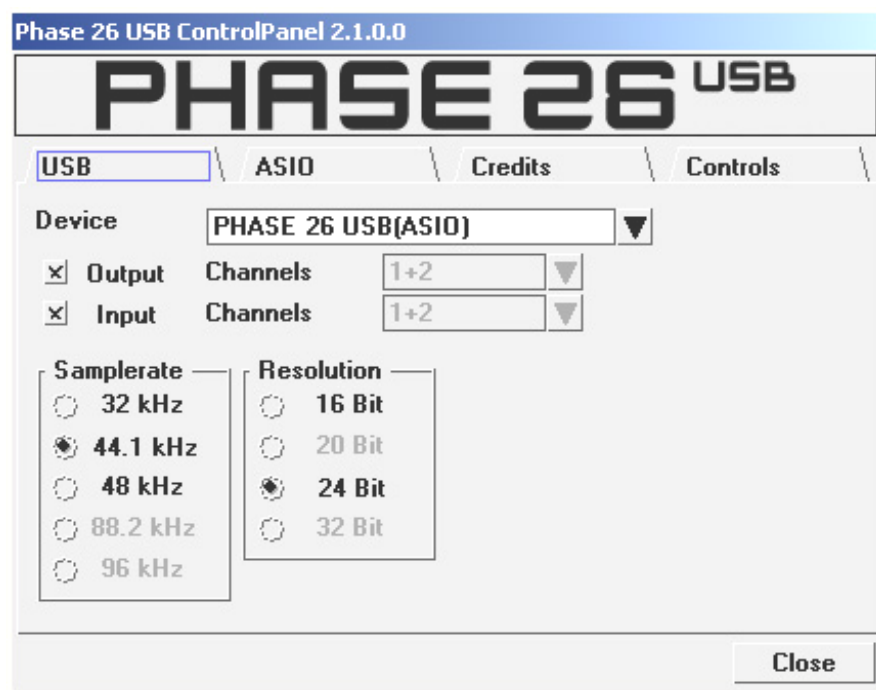 Phase 26 USB ControlPanel 2.1.0.0
PHASE 26 USB
USB ASIO Credits Controls
Device PHASE 26 USB(ASIO)
Output Channels 1+2
Input Channels 1+2
Samplerate Resolution
32 kHz 16 Bit
44.1 kHz 20 Bit
48 kHz 24 Bit
88.2 kHz 32 Bit
96 kHz
Close